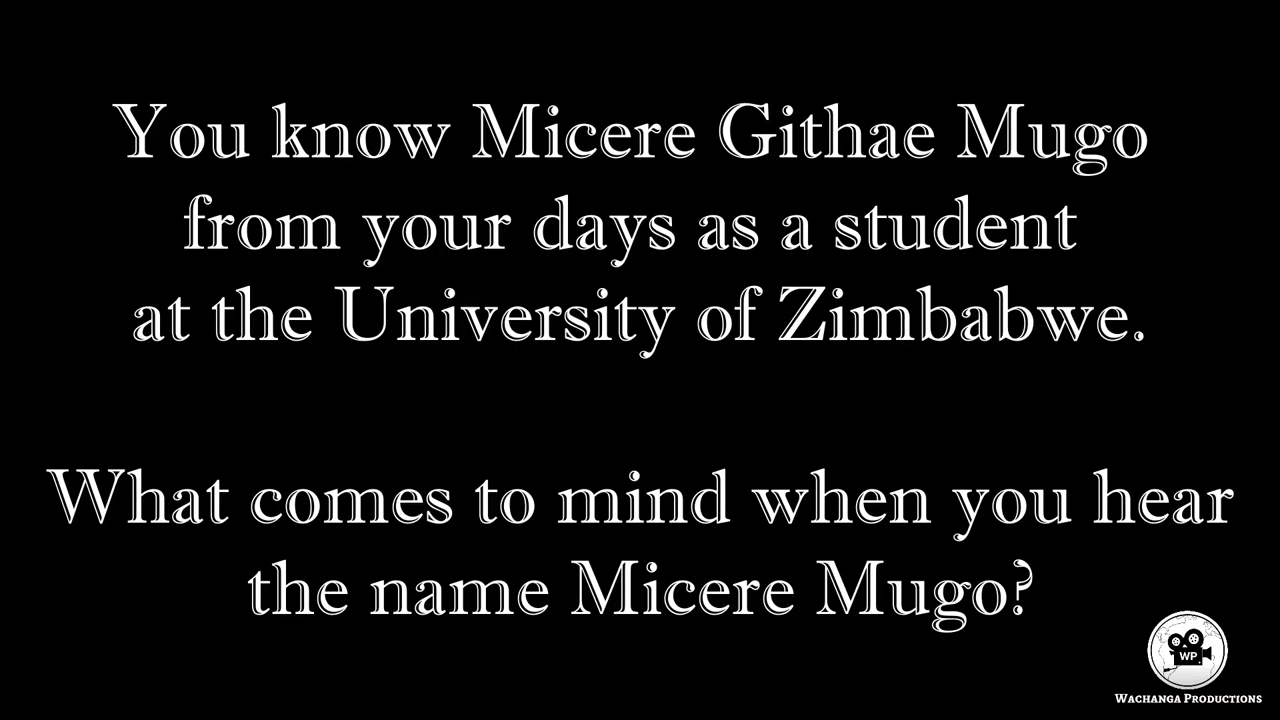 You know Micere Githae Mugo
from your days as a student
at the University of Zimbabwe.
What comes to mind when you hear
the name Micere Mugo?
WP
Wachanga Productions